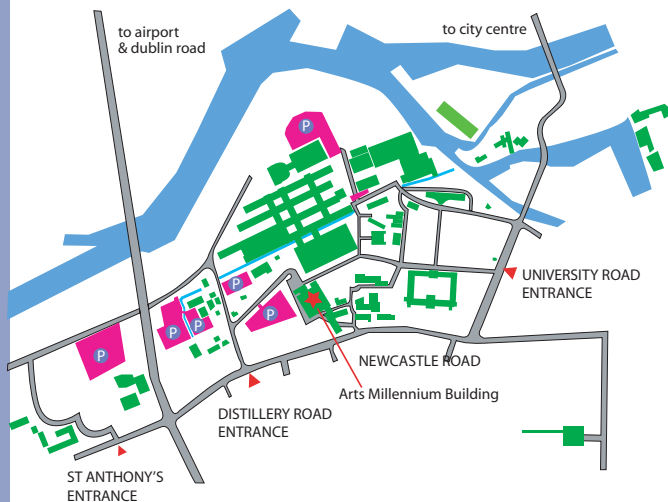 to airport
& dublin road
to city centre
P
P
UNIVERSITY ROAD
ENTRANCE
P
P
P
P
NEWCASTLE ROAD
Arts Millennium Building
DISTILLERY ROAD
ENTRANCE
ST ANTHONY'S
ENTRANCE